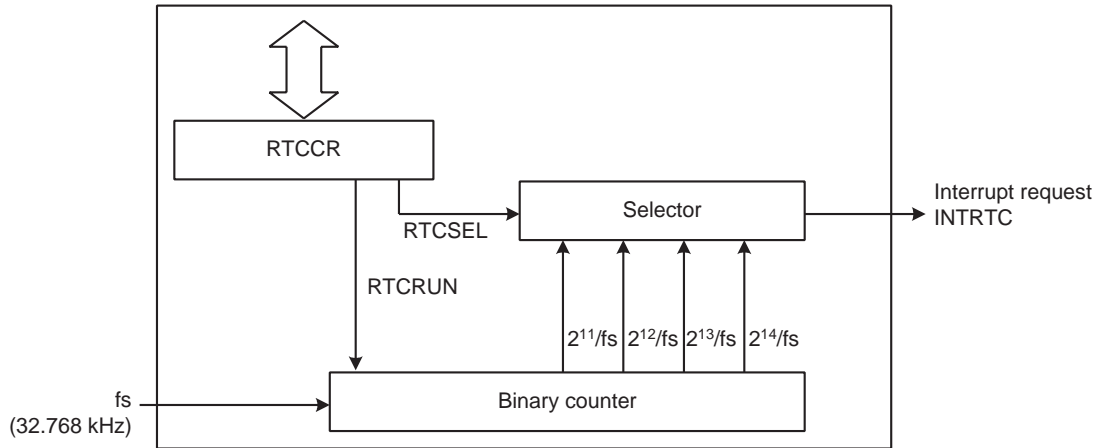 RTCCR
Selector
Interrupt request
INTRTC
RTCSEL
RTCRUN
2¹¹/fs 2¹²/fs 2¹³/fs 2¹⁴/fs
fs
(32.768 kHz)
Binary counter